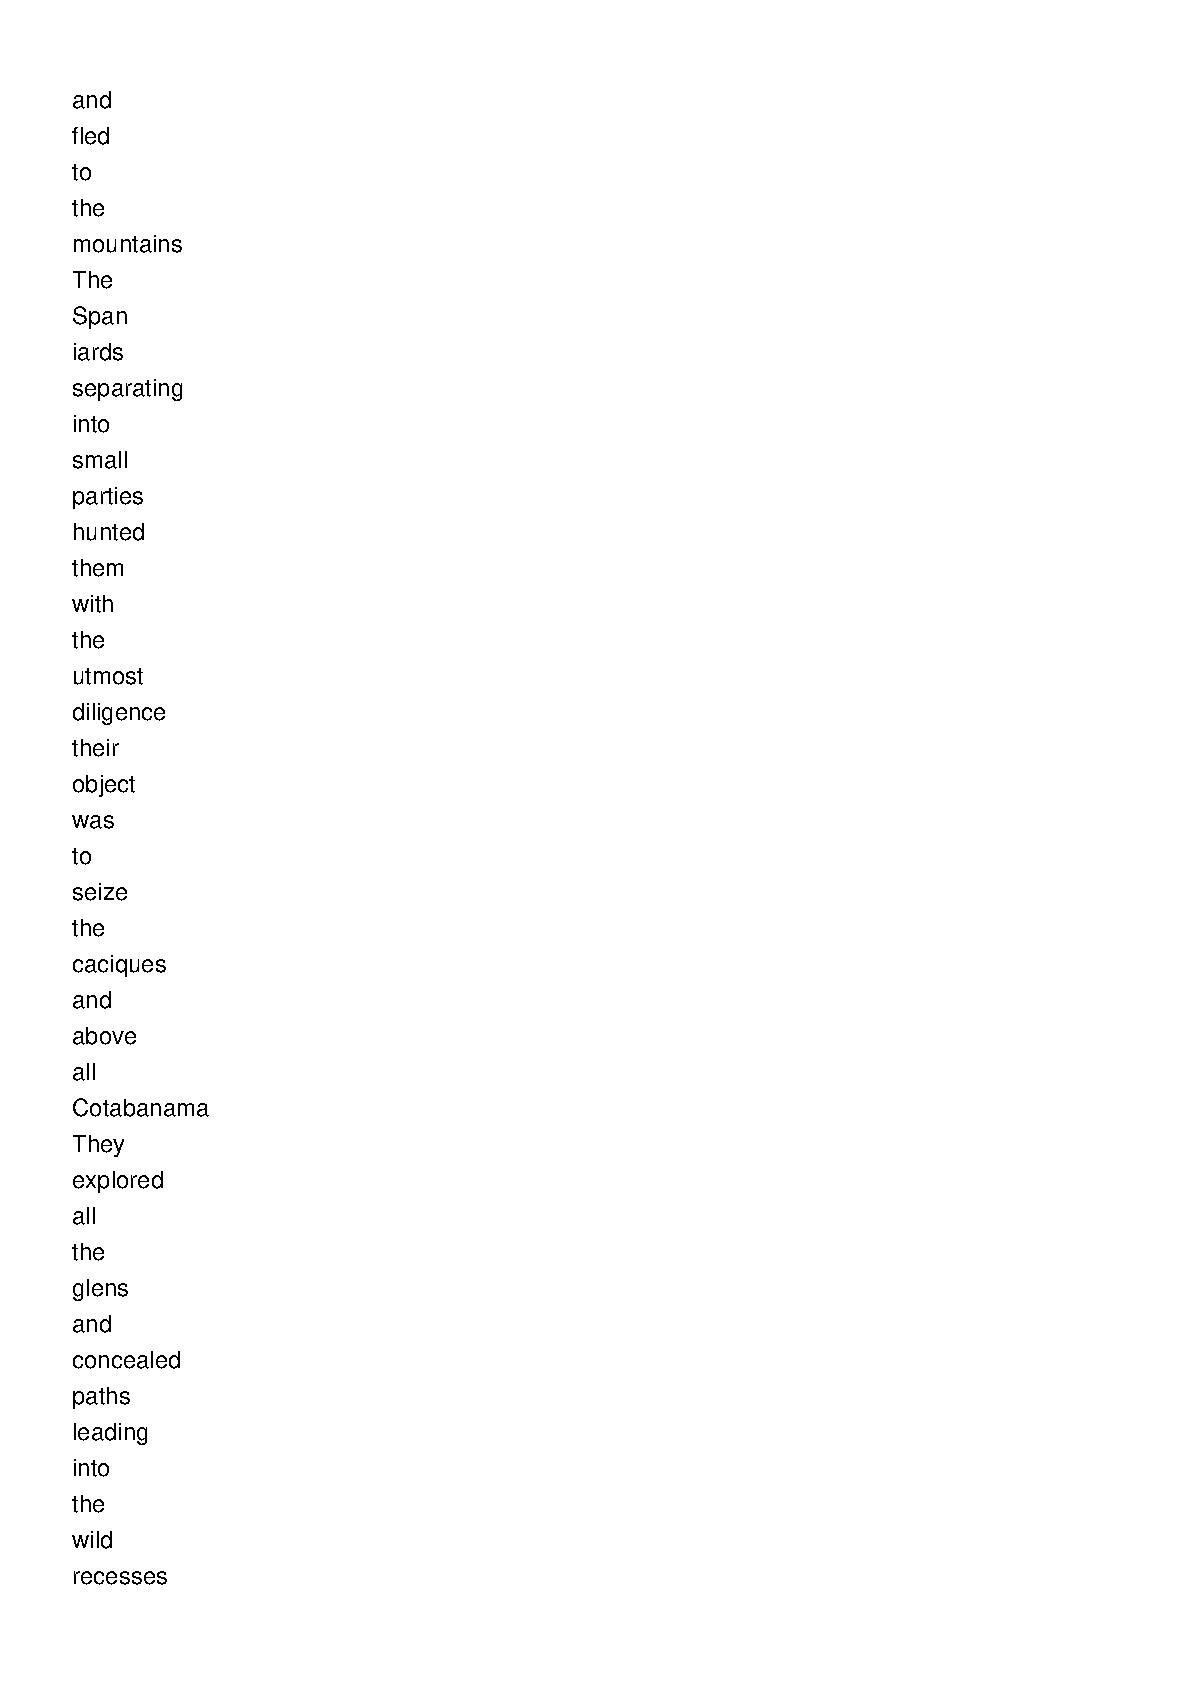 and
fled
to
the
mountains
The
Span
iards
separating
into
small
parties
hunted
them
with
the
utmost
diligence
their
object
was
to
seize
the
caciques
and
above
all
Cotabanama
They
explored
all
the
glens
and
concealed
paths
leading
into
the
wild
recesses